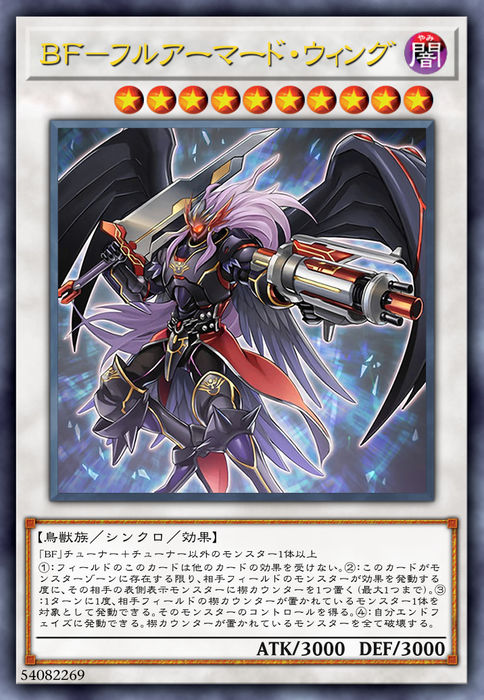 BF－フルアーマード・ウィング
やみ
闇
【鳥獣族／シンクロ／効果】
「BF」チューナー＋チューナー以外のモンスター1体以上
①：フィールドのこのカードは他のカードの効果を受けない。②：このカードがモ
ンスターゾーンに存在する限り、相手フィールドのモンスターが効果を発動する
度に、その相手の表側表示モンスターに楔カウンターを1つ置く（最大1つまで）。③
：1ターンに1度、相手フィールドの楔カウンターが置かれているモンスター1体を
対象として発動できる。そのモンスターのコントロールを得る。④：自分エンドフ
ェイズに発動できる。楔カウンターが置かれているモンスターを全て破壊する。
ATK/3000 DEF/3000
54082269